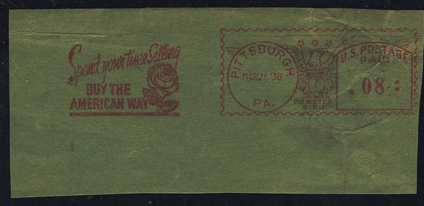 Spend your time Selling
BUY THE
AMERICAN WAY
PITTSBURGH
PA.
U.S. POSTAGE
PAID
08